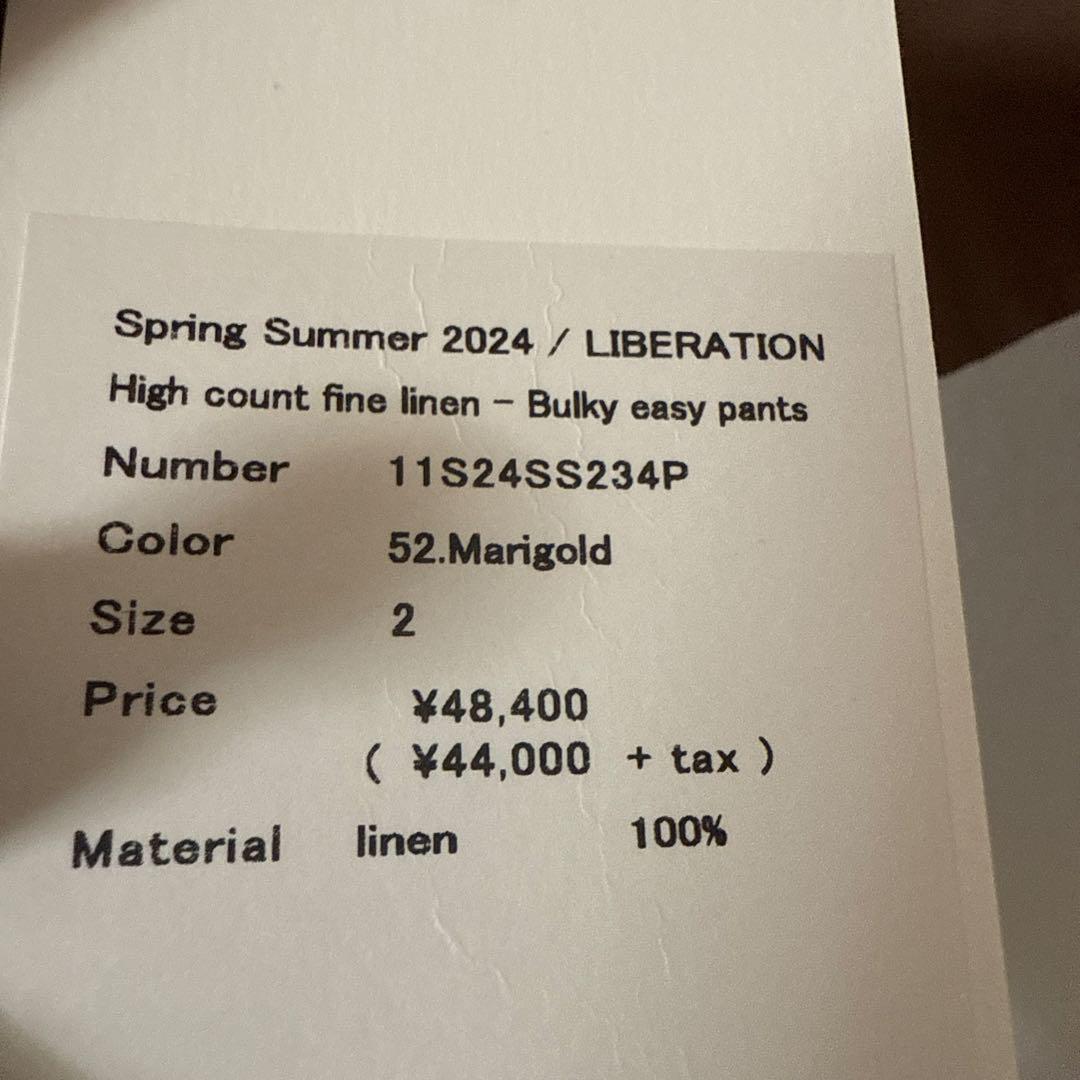 Spring Summer 2024 / LIBERATION
High count fine linen - Bulky easy pants
Number 11S24SS234P
Color 52.Marigold
Size 2
Price ¥48,400
( ¥44,000 + tax )
Material linen 100%